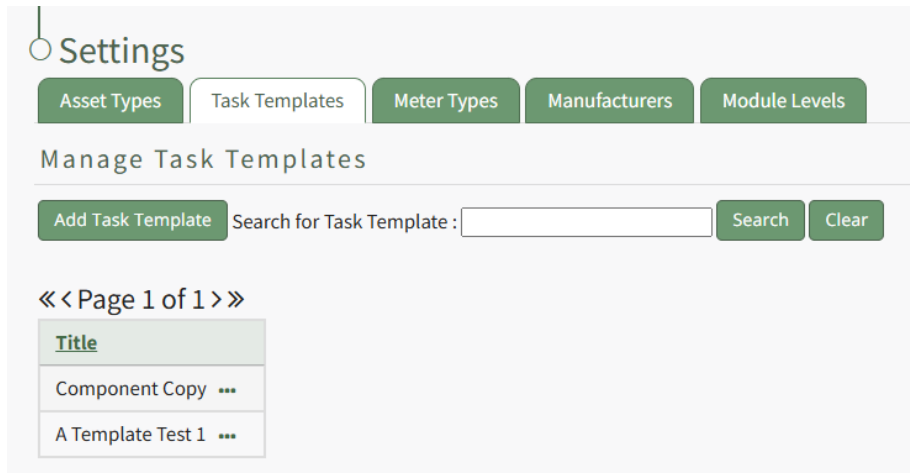 Settings
Asset Types Task Templates Meter Types Manufacturers Module Levels
Manage Task Templates
Add Task Template Search for Task Template : Search Clear
«‹ Page 1 of 1 ›»
Title
Component Copy •••
A Template Test 1 •••